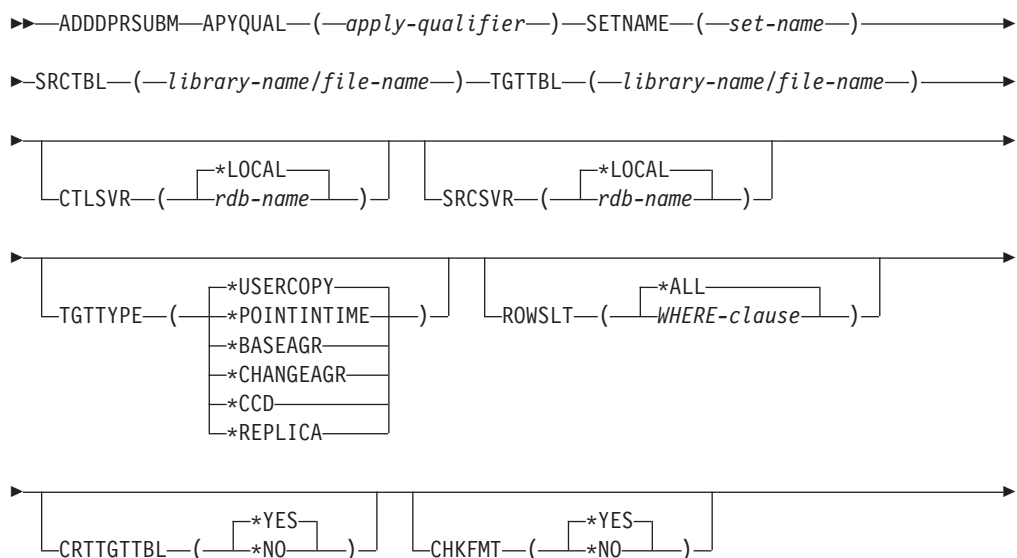 ADDDPRSUBM APYQUAL ( apply-qualifier ) SETNAME ( set-name )
SRCTBL ( library-name/file-name ) TGTTBL ( library-name/file-name )
*LOCAL *LOCAL
CTLSVR ( rdb-name ) SRCSVR ( rdb-name )
*USERCOPY *ALL
TGTTYPE ( *POINTINTIME ) ROWSLT ( WHERE-clause )
*BASEAGR
*CHANGEAGR
*CCD
*REPLICA
*YES *YES
CRTTGTTBL ( *NO ) CHKFMT ( *NO )